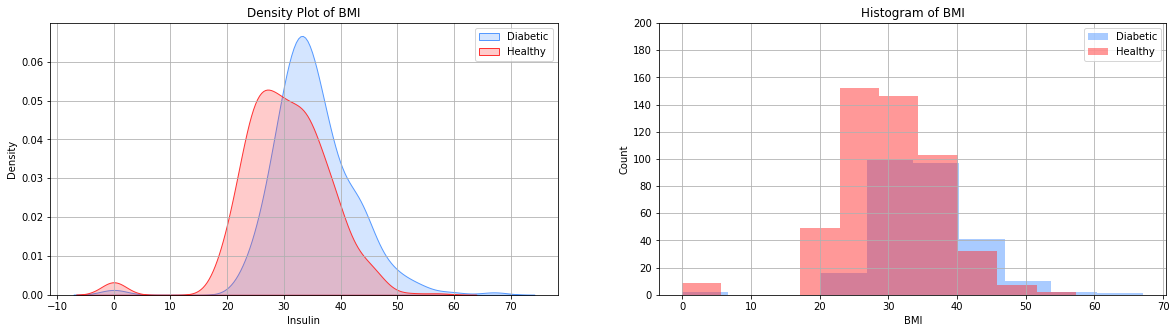 Density Plot of BMI
Diabetic
Healthy
0.06
0.05
0.04
0.03
0.02
0.01
0.00
Density
−10 0 10 20 30 40 50 60 70
Insulin
Histogram of BMI
Diabetic
Healthy
200
180
160
140
120
100
80
60
40
20
0
Count
0 10 20 30 40 50 60 70
BMI